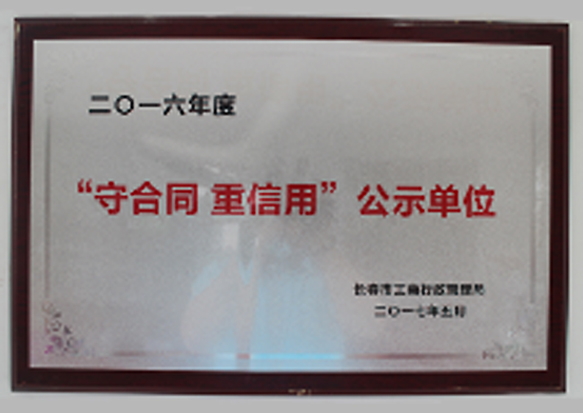 二〇一六年度
“守合同 重信用”公示单位
长春市工商行政管理局
二〇一七年五月